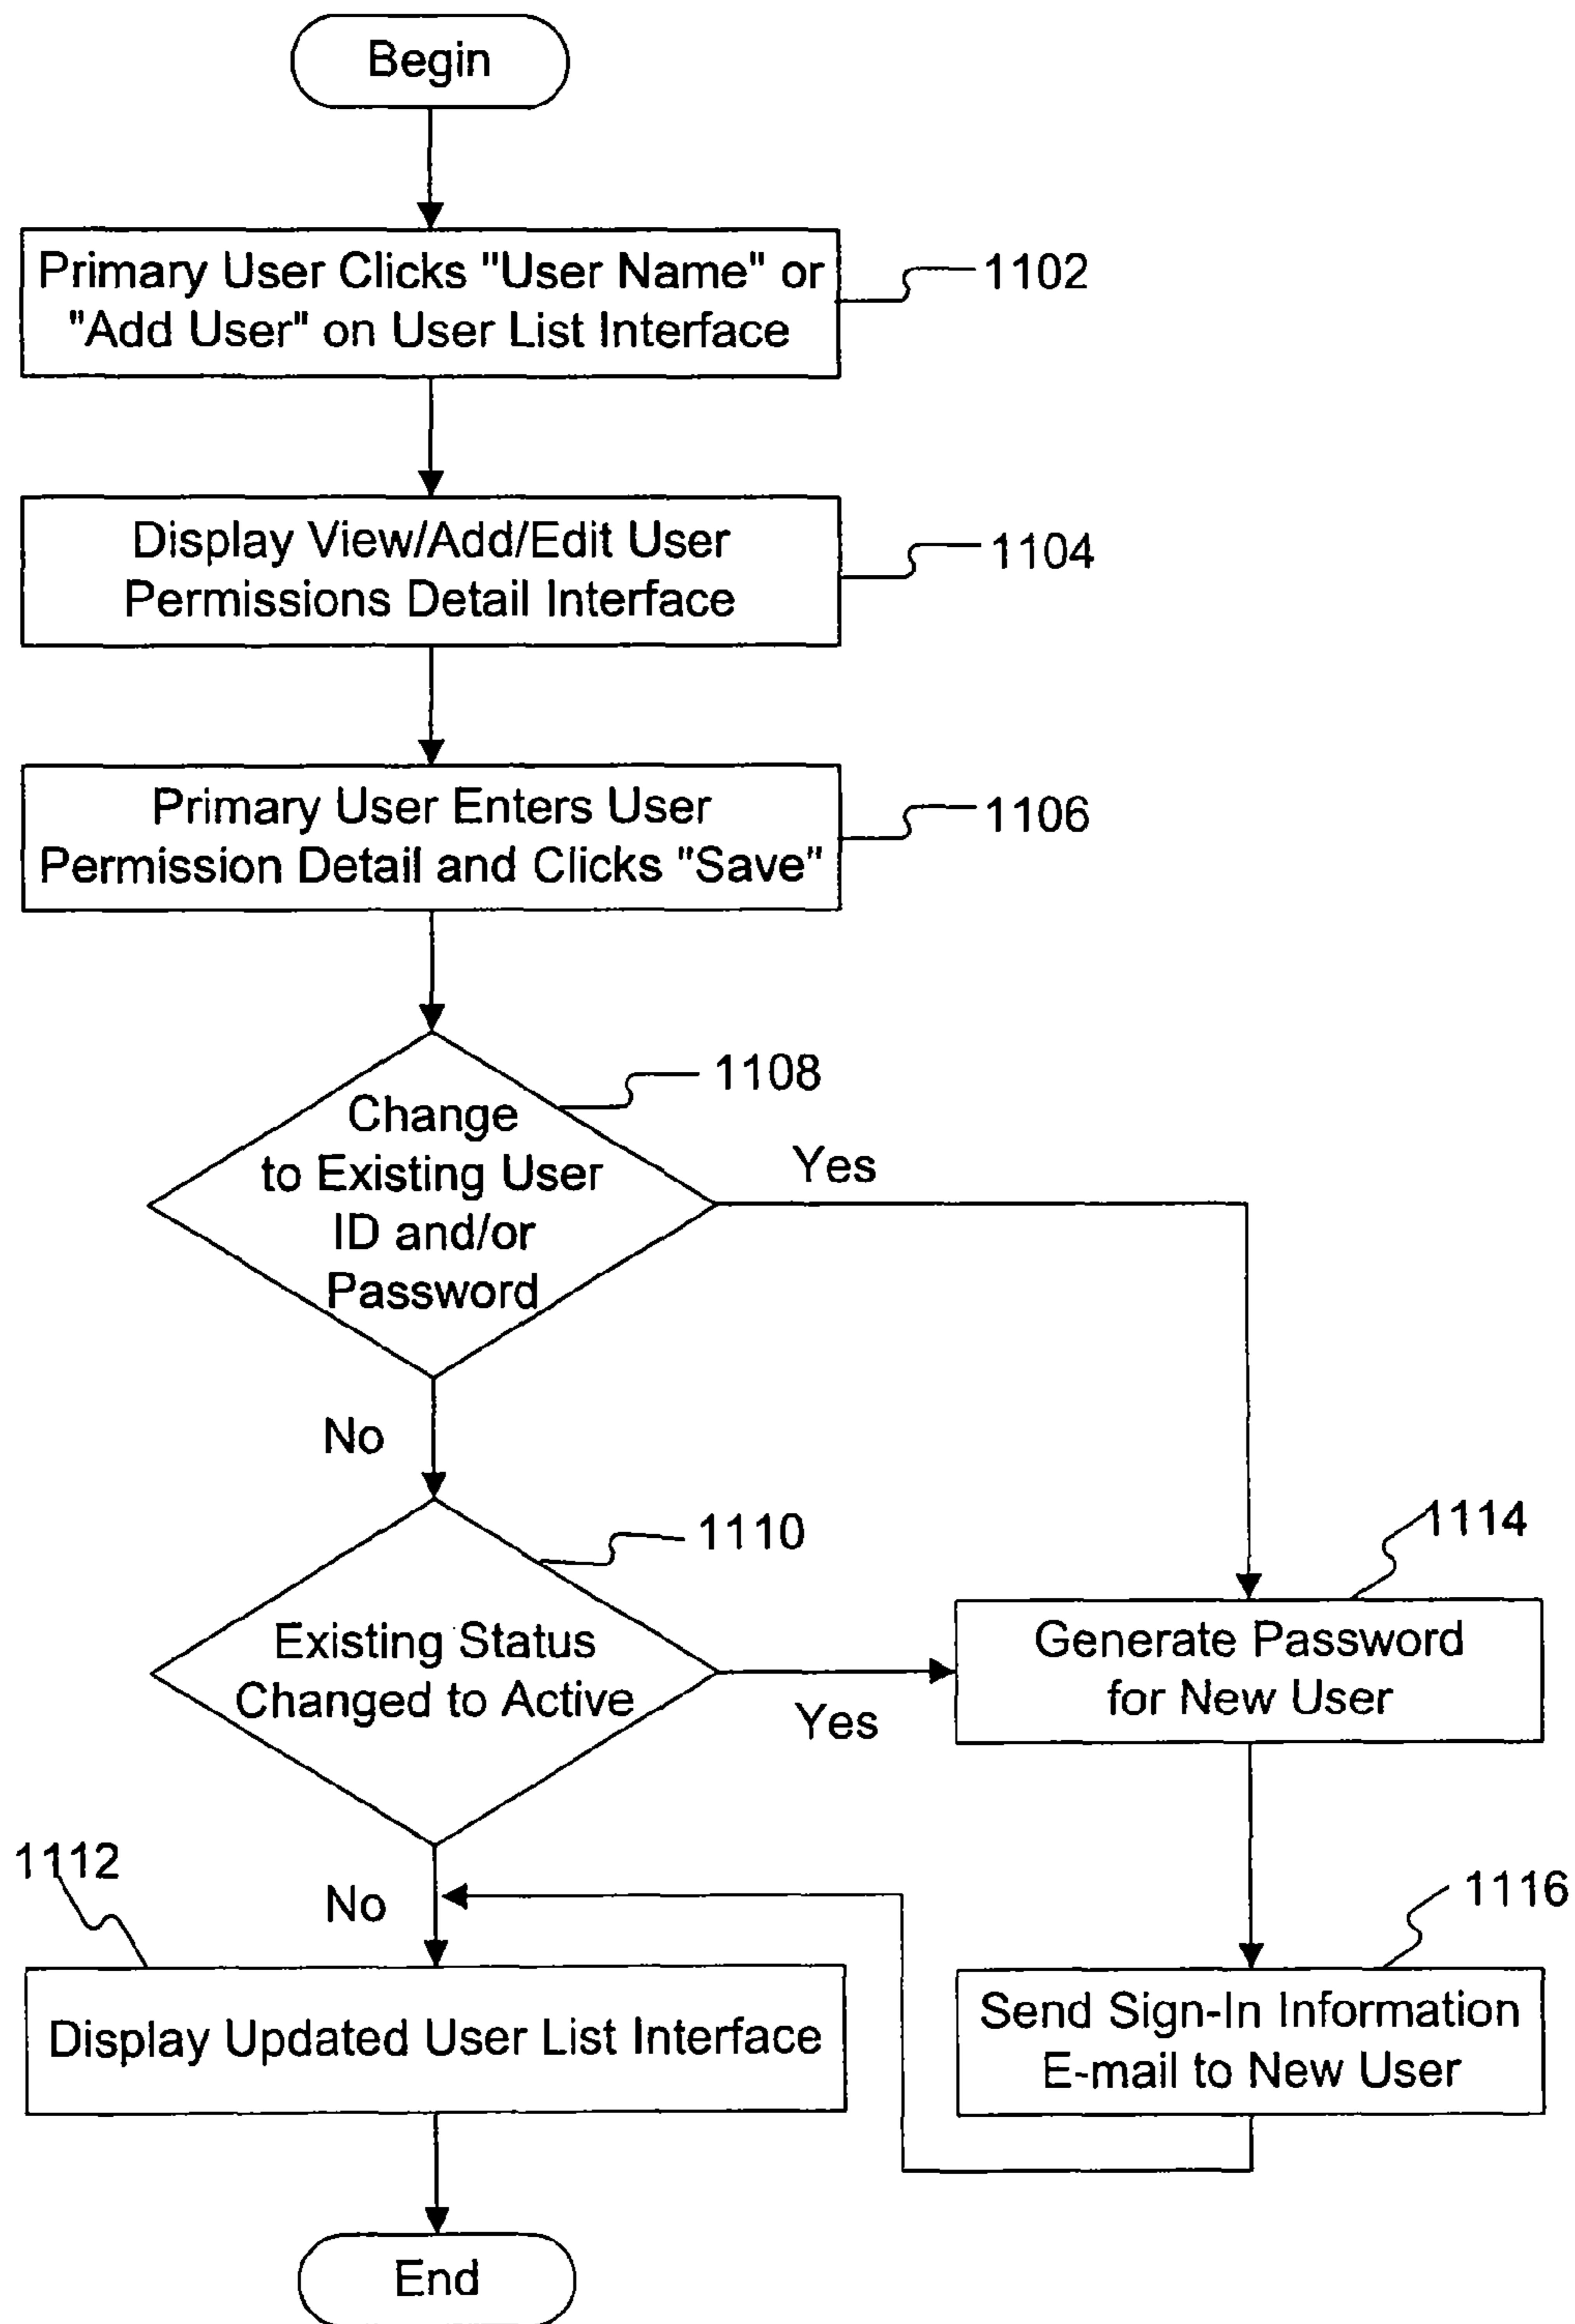 Begin
Primary User Clicks "User Name" or
"Add User" on User List Interface
1102
Display View/Add/Edit User
Permissions Detail Interface
1104
Primary User Enters User
Permission Detail and Clicks "Save"
1106
1108
Change
to Existing User
ID and/or
Password
Yes
No
1110
Existing Status
Changed to Active
Yes
1114
Generate Password
for New User
1112
No
1116
Display Updated User List Interface
Send Sign-In Information
E-mail to New User
End